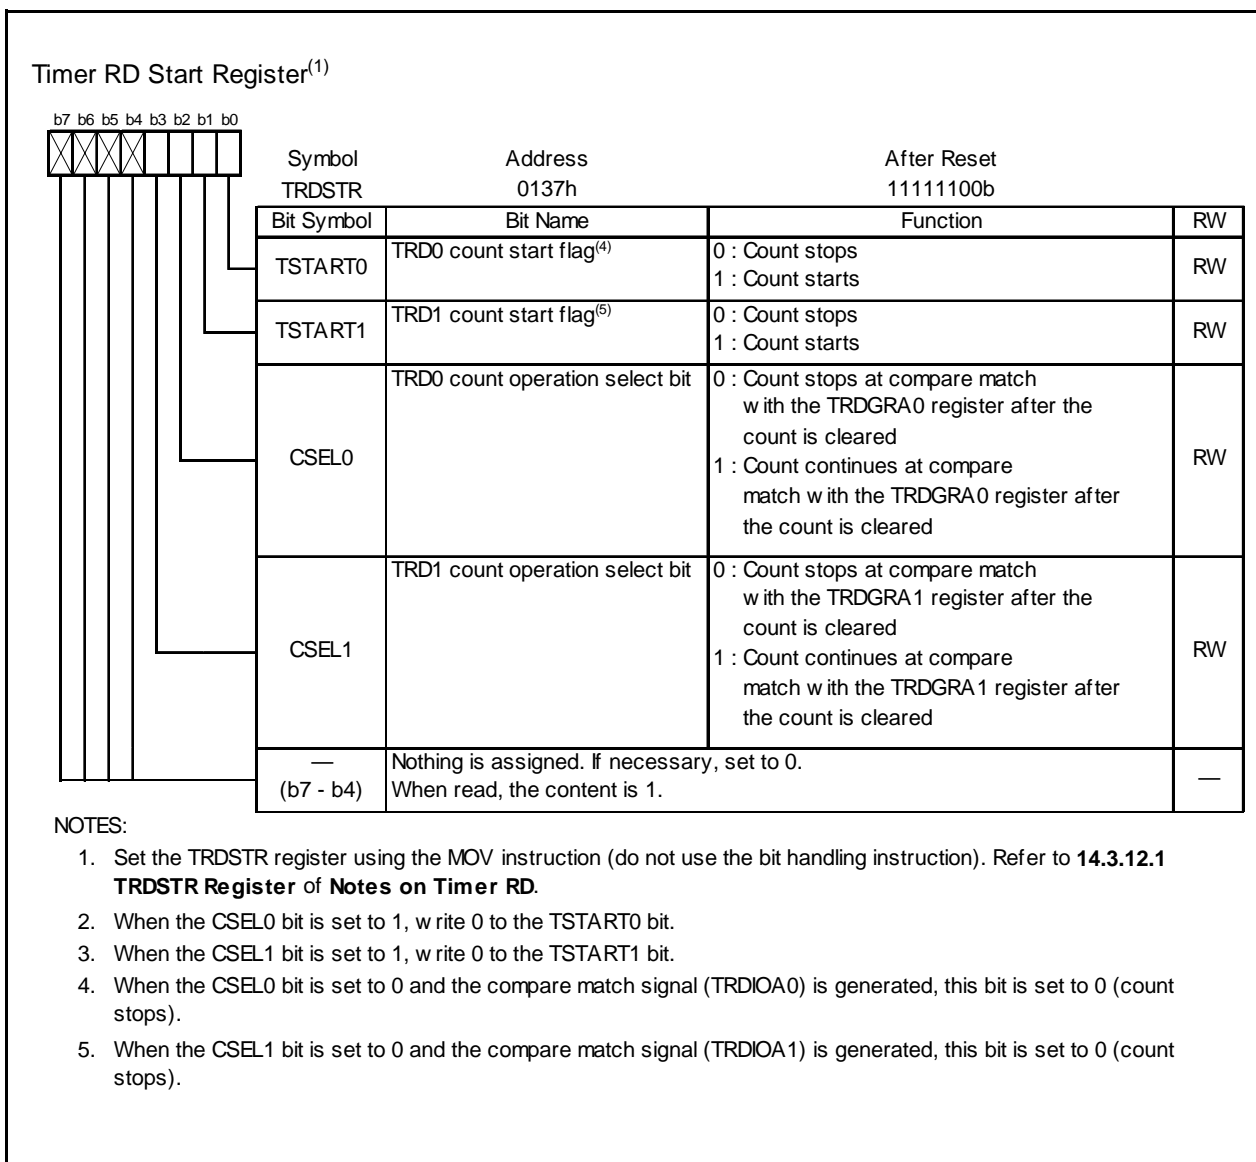 Timer RD Start Register(1)
b7 b6 b5 b4 b3 b2 b1 b0
Symbol Address After Reset
TRDSTR 0137h 11111100b
Bit Symbol Bit Name Function RW
TSTART0 TRD0 count start flag(4) 0 : Count stops RW
1 : Count starts
TSTART1 TRD1 count start flag(5) 0 : Count stops RW
1 : Count starts
CSEL0 TRD0 count operation select bit 0 : Count stops at compare match RW
with the TRDGRA0 register after the
count is cleared
1 : Count continues at compare
match with the TRDGRA0 register after
the count is cleared
CSEL1 TRD1 count operation select bit 0 : Count stops at compare match RW
with the TRDGRA1 register after the
count is cleared
1 : Count continues at compare
match with the TRDGRA1 register after
the count is cleared
— Nothing is assigned. If necessary, set to 0. —
(b7 - b4) When read, the content is 1.
NOTES:
1. Set the TRDSTR register using the MOV instruction (do not use the bit handling instruction). Refer to 14.3.12.1
TRDSTR Register of Notes on Timer RD.
2. When the CSEL0 bit is set to 1, write 0 to the TSTART0 bit.
3. When the CSEL1 bit is set to 1, write 0 to the TSTART1 bit.
4. When the CSEL0 bit is set to 0 and the compare match signal (TRDIOA0) is generated, this bit is set to 0 (count
stops).
5. When the CSEL1 bit is set to 0 and the compare match signal (TRDIOA1) is generated, this bit is set to 0 (count
stops).